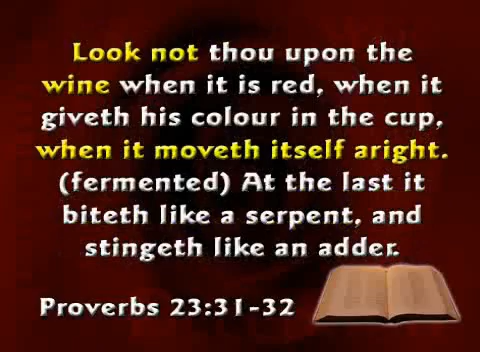 Look not thou upon the
wine when it is red, when it
giveth his colour in the cup,
when it moveth itself aright.
(fermented) At the last it
biteth like a serpent, and
stingeth like an adder.
Proverbs 23:31-32